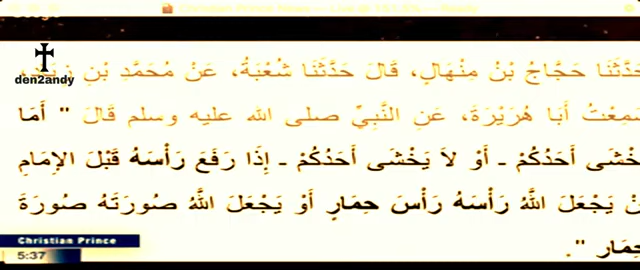 den2andy
حَدَّثَنَا حَجَّاجُ بْنُ مِنْهَالٍ، قَالَ حَدَّثَنَا شُعْبَةُ، عَنْ مُحَمَّدِ بْنِ
أَبَا هُرَيْرَةَ، عَنِ النَّبِيِّ صلى الله عليه وسلم قَالَ " أَمَا
أَحَدُكُمْ ـ أَوْ لاَ يَخْشَى أَحَدُكُمْ ـ إِذَا رَفَعَ رَأْسَهُ قَبْلَ الإِمَامِ
يَجْعَلَ اللَّهُ رَأْسَهُ رَأْسَ حِمَارٍ أَوْ يَجْعَلَ اللَّهُ صُورَتَهُ صُورَةَ
حِمَارٍ ".
Christian Prince
5:37